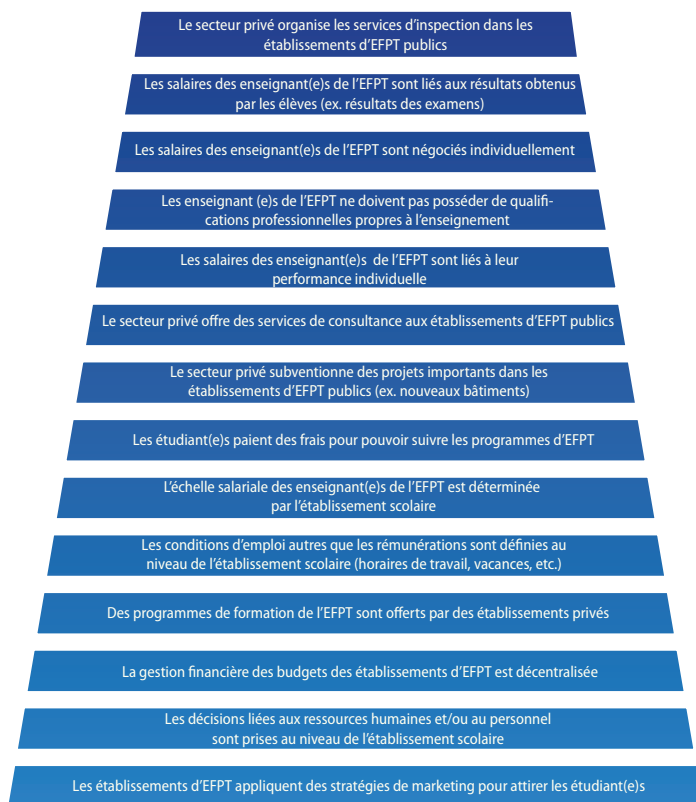 Le secteur privé organise les services d'inspection dans les
établissements d'EFPT publics
Les salaires des enseignant(e)s de l'EFPT sont liés aux résultats obtenus
par les élèves (ex. résultats des examens)
Les salaires des enseignant(e)s de l'EFPT sont négociés individuellement
Les enseignant (e)s de l'EFPT ne doivent pas posséder de qualifi-
cations professionnelles propres à l'enseignement
Les salaires des enseignant(e)s de l'EFPT sont liés à leur
performance individuelle
Le secteur privé offre des services de consultance aux établissements d'EFPT publics
Le secteur privé subventionne des projets importants dans les
établissements d'EFPT publics (ex. nouveaux bâtiments)
Les étudiant(e)s paient des frais pour pouvoir suivre les programmes d'EFPT
L'échelle salariale des enseignant(e)s de l'EFPT est déterminée
par l'établissement scolaire
Les conditions d'emploi autres que les rémunérations sont définies au
niveau de l'établissement scolaire (horaires de travail, vacances, etc.)
Des programmes de formation de l'EFPT sont offerts par des établissements privés
La gestion financière des budgets des établissements d'EFPT est décentralisée
Les décisions liées aux ressources humaines et/ou au personnel
sont prises au niveau de l'établissement scolaire
Les établissements d'EFPT appliquent des stratégies de marketing pour attirer les étudiant(e)s